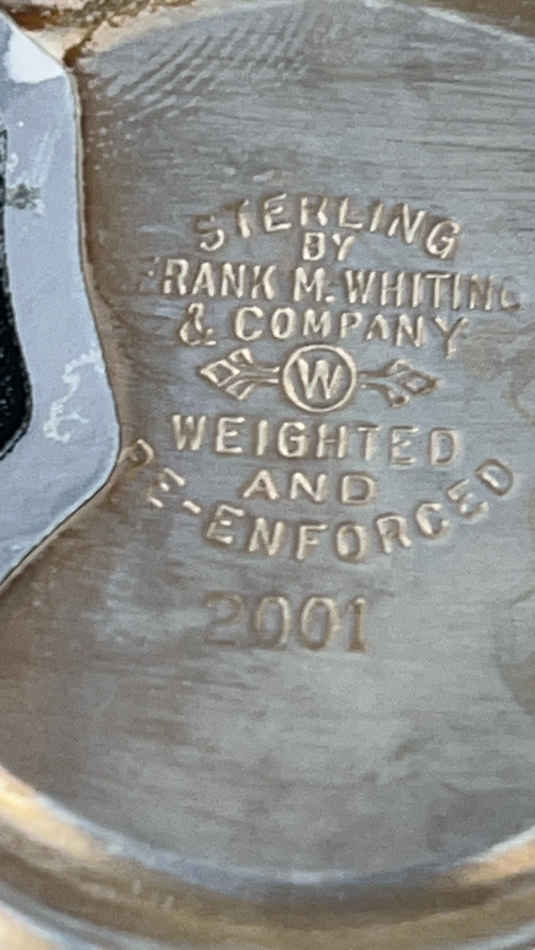 STERLING
BY
FRANK M. WHITING
& COMPANY
W
WEIGHTED
AND
RE-ENFORCED
2001